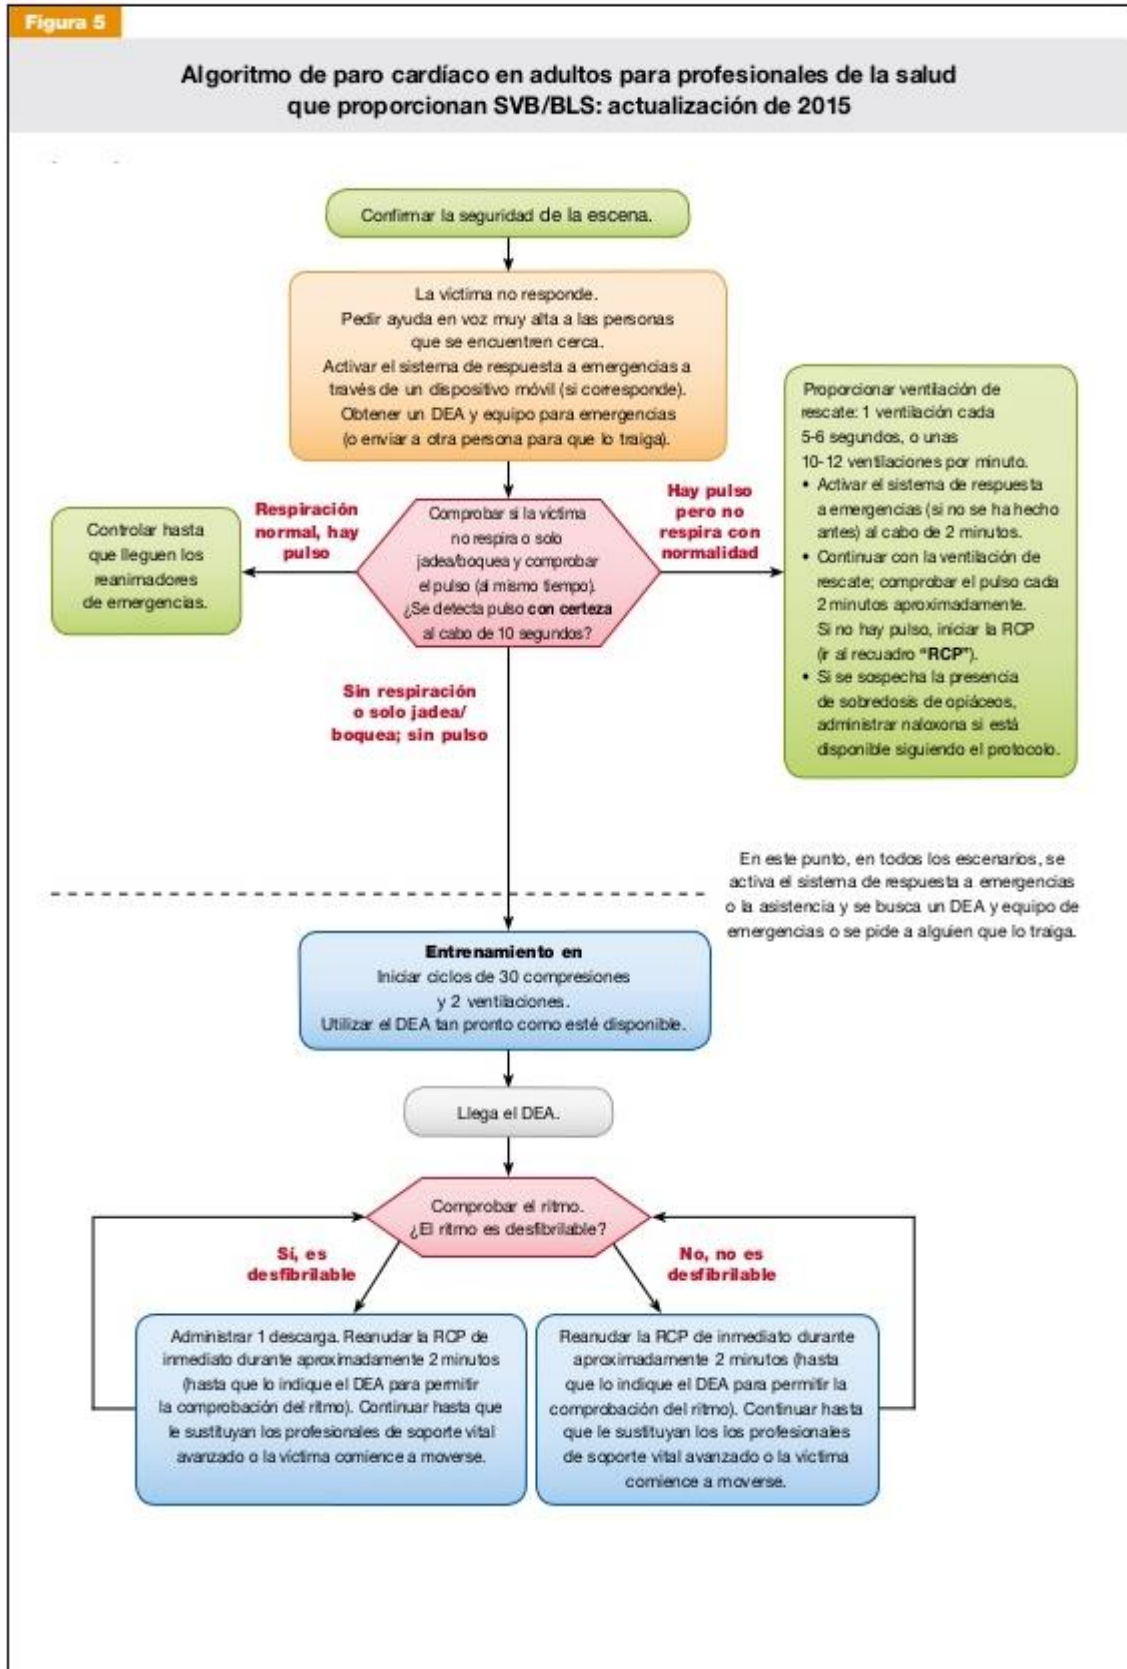 Figura 5
Algoritmo de paro cardíaco en adultos para profesionales de la salud
que proporcionan SVB/BLS: actualización de 2015
Confirmar la seguridad de la escena.
La víctima no responde.
Pedir ayuda en voz muy alta a las personas
que se encuentren cerca.
Activar el sistema de respuesta a emergencias a
través de un dispositivo móvil (si corresponde).
Obtener un DEA y equipo para emergencias
(o enviar a otra persona para que lo traiga).
Respiración
normal, hay
pulso
Controlar hasta
que lleguen los
reanimadores
de emergencias.
Comprobar si la víctima
no respira o solo
jadea/boquea y comprobar
el pulso (al mismo tiempo).
¿Se detecta pulso con certeza
al cabo de 10 segundos?
Hay pulso
pero no
respira con
normalidad
Proporcionar ventilación de
rescate: 1 ventilación cada
5-6 segundos, o unas
10-12 ventilaciones por minuto.
• Activar el sistema de respuesta
a emergencias (si no se ha hecho
antes) al cabo de 2 minutos.
• Continuar con la ventilación de
rescate; comprobar el pulso cada
2 minutos aproximadamente.
Si no hay pulso, iniciar la RCP
(ir al recuadro “RCP”).
• Si se sospecha la presencia
de sobredosis de opiáceos,
administrar naloxona si está
disponible siguiendo el protocolo.
Sin respiración
o solo jadea/
boquea; sin pulso
En este punto, en todos los escenarios, se
activa el sistema de respuesta a emergencias
o la asistencia y se busca un DEA y equipo de
emergencias o se pide a alguien que lo traiga.
Entrenamiento en
Iniciar ciclos de 30 compresiones
y 2 ventilaciones.
Utilizar el DEA tan pronto como esté disponible.
Llega el DEA.
Comprobar el ritmo.
¿El ritmo es desfibrilable?
Sí, es
desfibrilable
No, no es
desfibrilable
Administrar 1 descarga. Reanudar la RCP de
inmediato durante aproximadamente 2 minutos
(hasta que lo indique el DEA para permitir
la comprobación del ritmo). Continuar hasta que
le sustituyan los profesionales de soporte vital
avanzado o la víctima comience a moverse.
Reanudar la RCP de inmediato durante
aproximadamente 2 minutos (hasta
que lo indique el DEA para permitir la
comprobación del ritmo). Continuar hasta
que le sustituyan los los profesionales
de soporte vital avanzado o la víctima
comience a moverse.